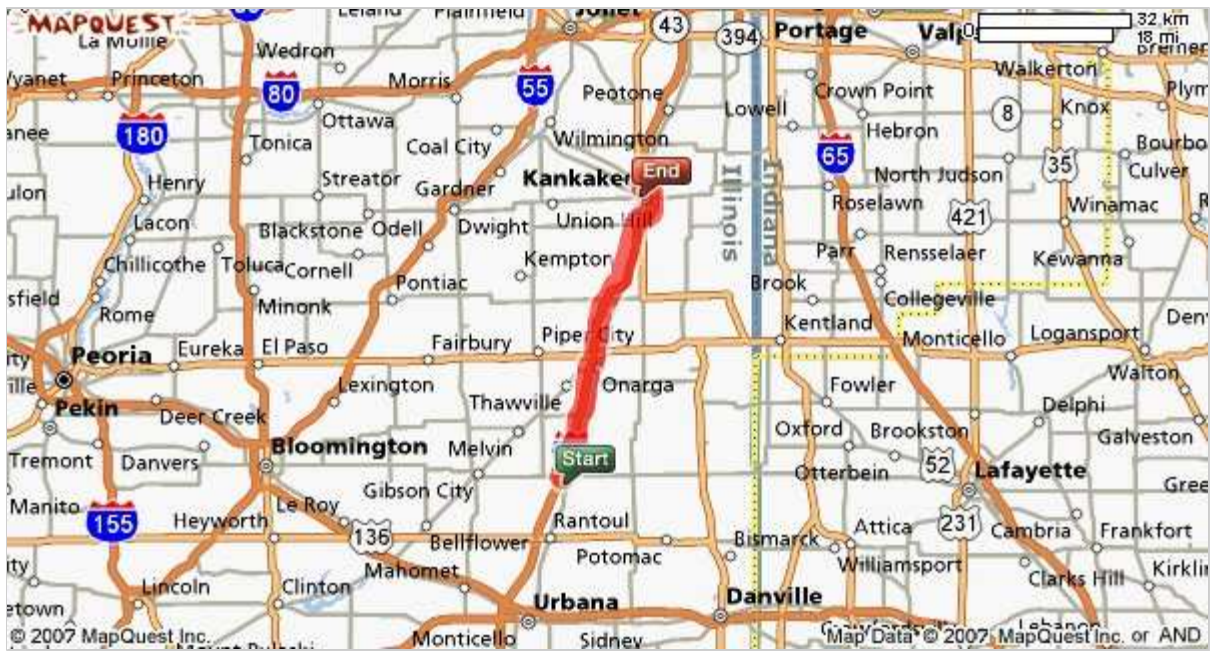 MAPQUEST
Leland
Plainfield
Joliet
43
394
Portage
0
32 km
18 mi
La Moille
Wedron
Bremen
Wyanet
Princeton
80
Morris
55
Peotone
Lowell
Crown Point
Walkerton
8
Knox
180
Ottawa
Tonica
Coal City
Wilmington
Hebron
65
35
Culver
Henry
Streator
Gardner
Kankakee
End
Illinois
Indiana
North Judson
Roselawn
421
Winamac
Lacon
Blackstone
Odell
Dwight
Union Hill
Parr
Rensselaer
Kewanna
Chillicothe
Toluca
Cornell
Kempton
Brook
Collegeville
Rome
Minonk
Pontiac
Kentland
Monticello
Logansport
Peoria
Eureka
El Paso
Fairbury
Piper City
Walton
Pekin
Deer Creek
Lexington
Thawville
Onarga
Fowler
Delphi
Bloomington
Melvin
Start
Oxford
Brookston
Galveston
Tremont
Danvers
Gibson City
Otterbein
52
Lafayette
Manito
155
Heyworth
Le Roy
136
Bellflower
Rantoul
Potomac
Bismarck
Attica
231
Cambria
Frankfort
Lincoln
Clinton
Mahomet
Williamsport
Clarks Hill
Urbana
Danville
© 2007 MapQuest Inc.
Monticello
Sidney
Crawfordsville
Lebanon
Map Data © 2007 MapQuest Inc. or AND